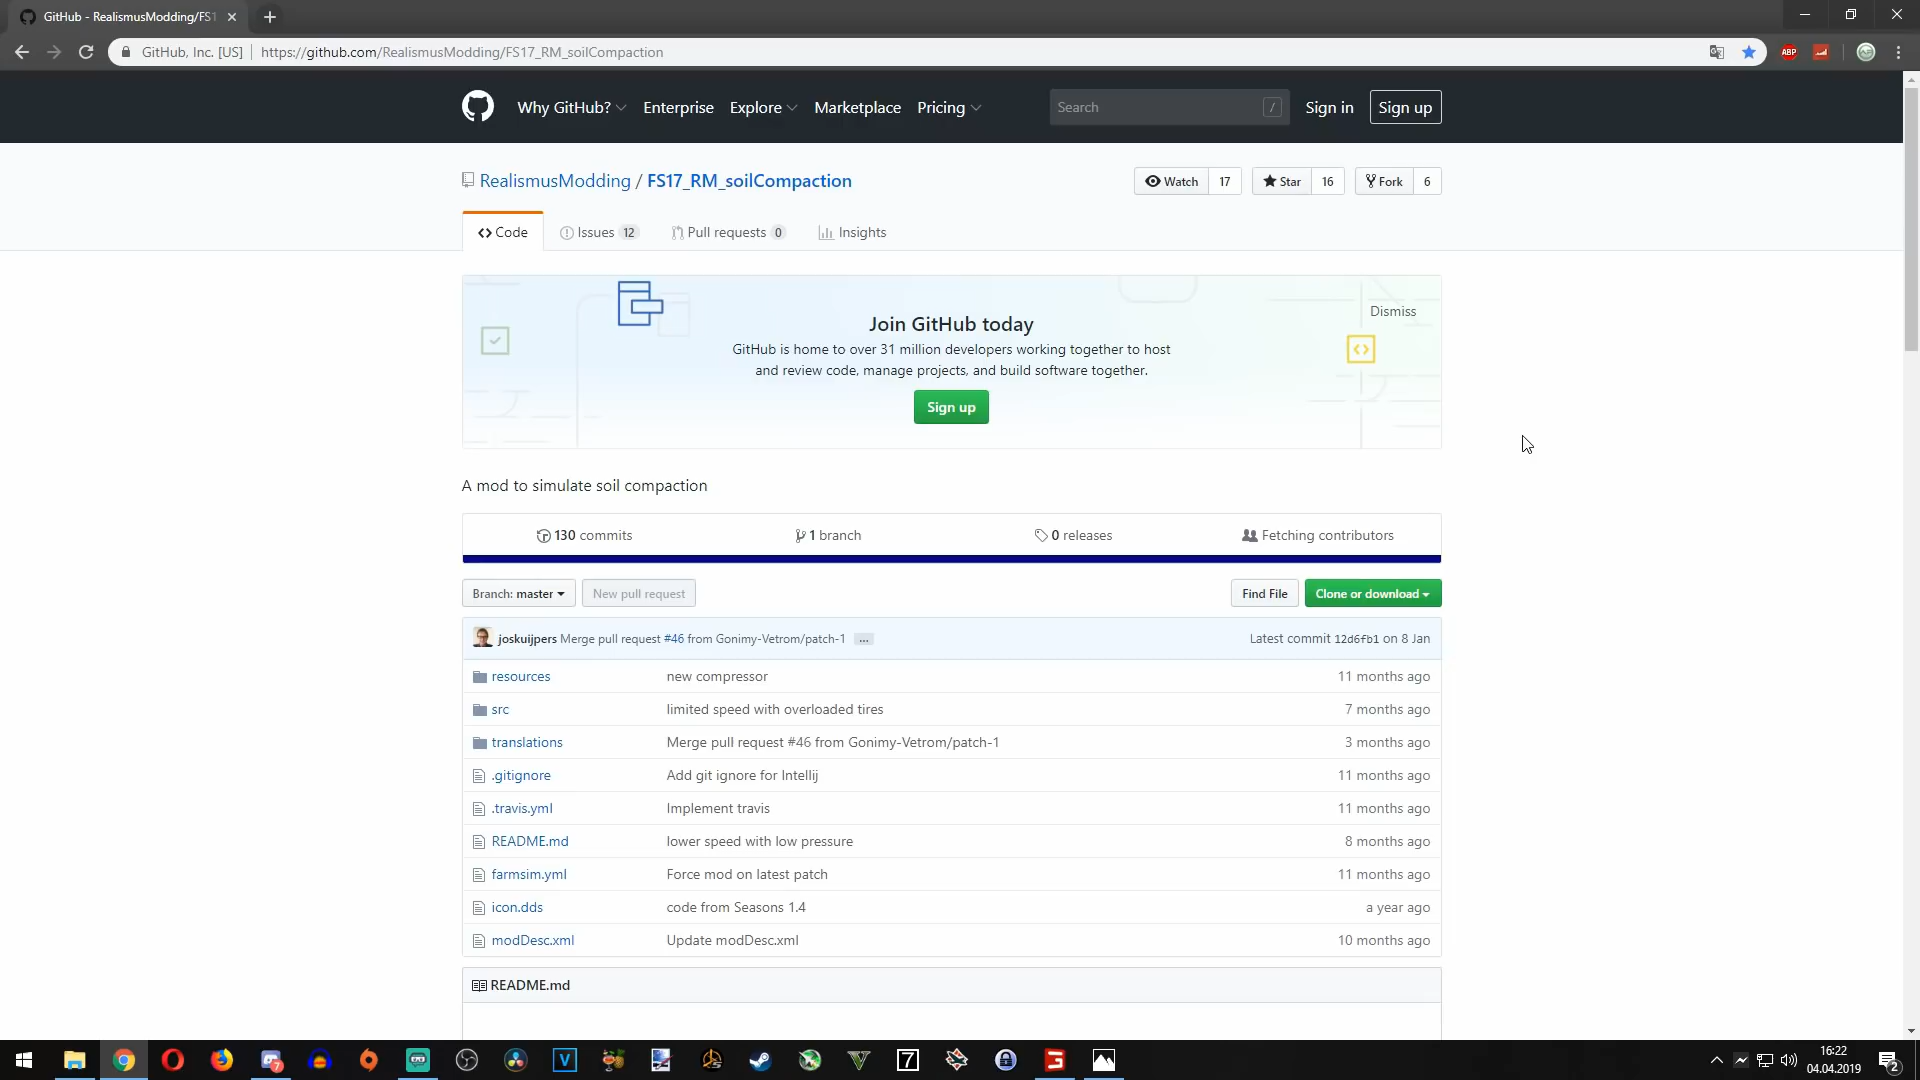 GitHub - RealismusModding/FS1
GitHub, Inc. [US] https://github.com/RealismusModding/FS17_RM_soilCompaction
ABP
Why GitHub? Enterprise Explore Marketplace Pricing Search / Sign in Sign up
RealismusModding / FS17_RM_soilCompaction Watch 17 Star 16 Fork 6
Code Issues 12 Pull requests 0 Insights
Dismiss
Join GitHub today
GitHub is home to over 31 million developers working together to host
and review code, manage projects, and build software together.
Sign up
A mod to simulate soil compaction
130 commits 1 branch 0 releases Fetching contributors
Branch: master New pull request Find File Clone or download
joskuijpers Merge pull request #46 from Gonimy-Vetrom/patch-1 ... Latest commit 12d6fb1 on 8 Jan
resources new compressor 11 months ago
src limited speed with overloaded tires 7 months ago
translations Merge pull request #46 from Gonimy-Vetrom/patch-1 3 months ago
.gitignore Add git ignore for Intellij 11 months ago
.travis.yml Implement travis 11 months ago
README.md lower speed with low pressure 8 months ago
farmsim.yml Force mod on latest patch 11 months ago
icon.dds code from Seasons 1.4 a year ago
modDesc.xml Update modDesc.xml 10 months ago
README.md
7 V 7 3 16:22
04.04.2019 2